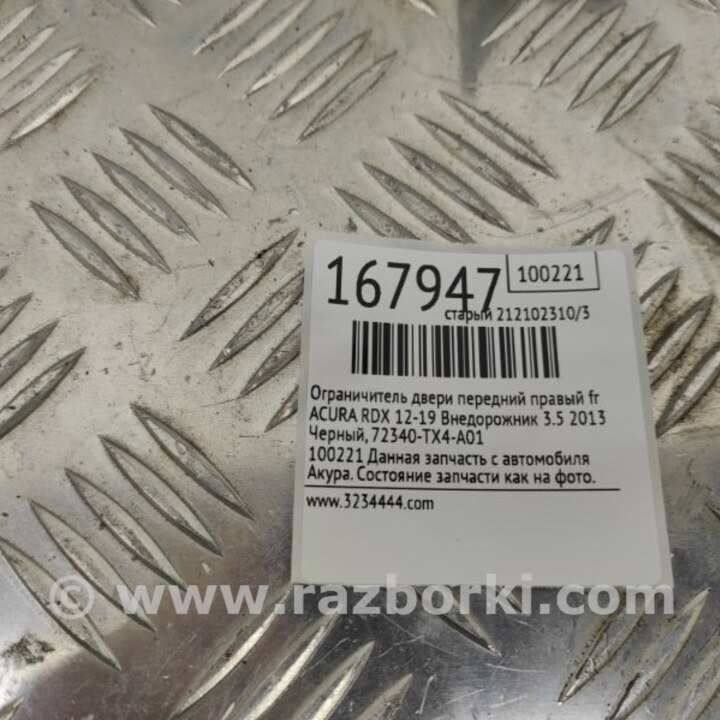 167947
100221
старый 212102310/3
Ограничитель двери передний правый fr
ACURA RDX 12-19 Внедорожник 3.5 2013
Черный, 72340-TX4-A01
100221 Данная запчасть с автомобиля
Акура. Состояние запчасти как на фото.
www.3234444.com
© www.razborki.com